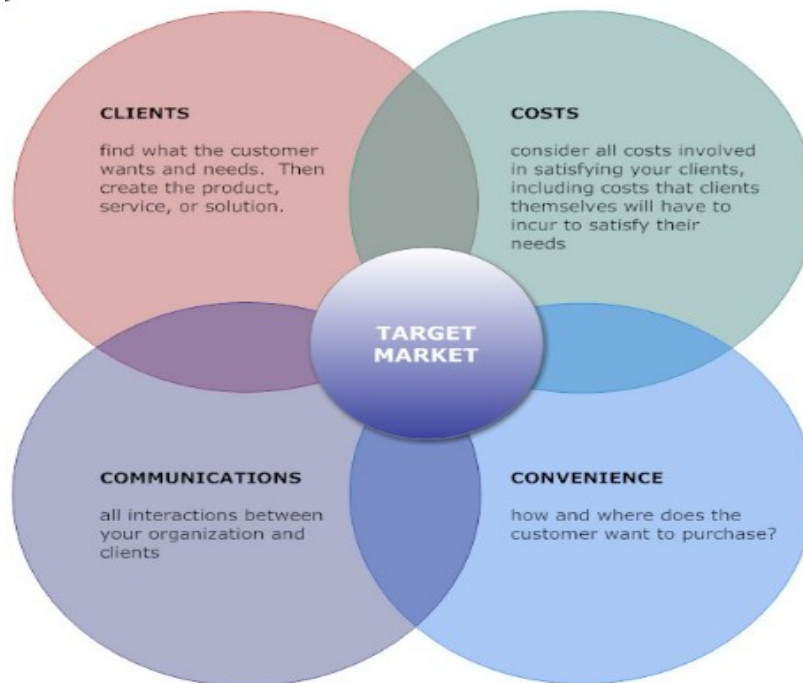 CLIENTS
find what the customer
wants and needs.  Then
create the product,
service, or solution.
COSTS
consider all costs involved
in satisfying your clients,
including costs that clients
themselves will have to
incur to satisfy their
needs
TARGET
MARKET
COMMUNICATIONS
all interactions between
your organization and
clients
CONVENIENCE
how and where does the
customer want to purchase?